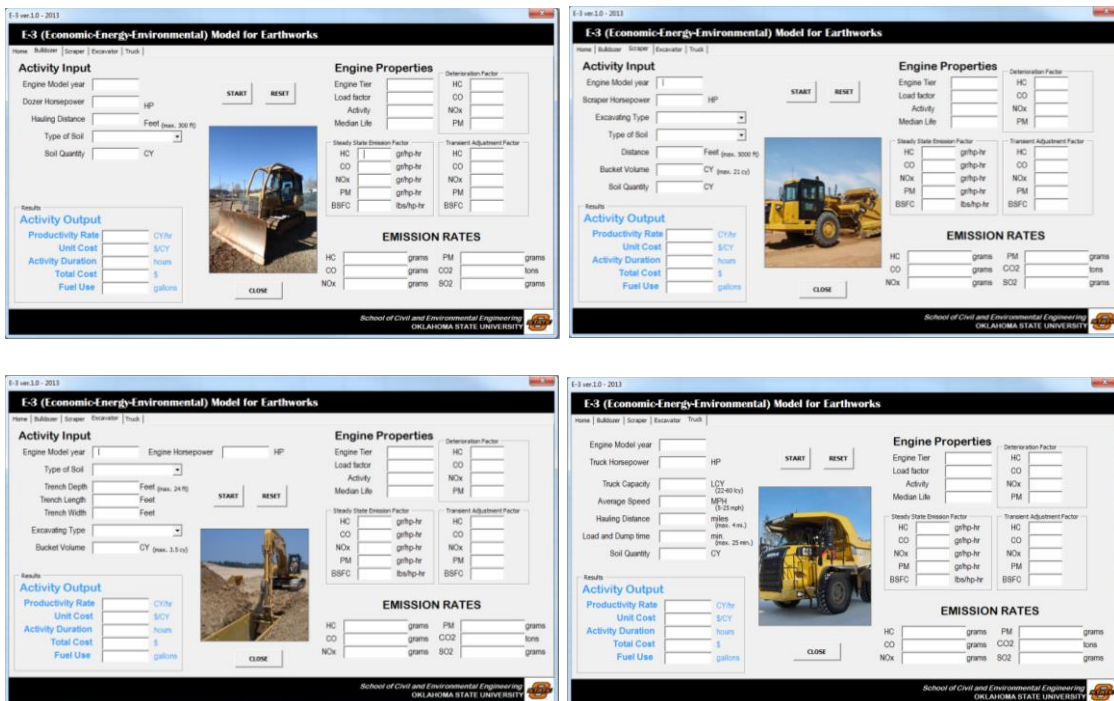 E-3 ver.1.0 - 2013
E-3 (Economic-Energy-Environmental) Model for Earthworks
Home Bulldozer Scraper Excavator Truck
Activity Input
Engine Model year
Dozer Horsepower HP
Hauling Distance Feet (max. 300 ft)
Type of Soil
Soil Quantity CY
START RESET
Results
Activity Output
Productivity Rate CY/hr
Unit Cost $/CY
Activity Duration hours
Total Cost $
Fuel Use gallons
CLOSE
Engine Properties
Engine Tier
Load factor
Activity
Median Life
Deterioration Factor
HC
CO
NOx
PM
Steady State Emission Factor
HC gr/hp-hr
CO gr/hp-hr
NOx gr/hp-hr
PM gr/hp-hr
BSFC lbs/hp-hr
Transient Adjustment Factor
HC
CO
NOx
PM
BSFC
EMISSION RATES
HC grams PM grams
CO grams CO2 tons
NOx grams SO2 grams
School of Civil and Environmental Engineering
OKLAHOMA STATE UNIVERSITY
STATE
E-3 ver.1.0 - 2013
E-3 (Economic-Energy-Environmental) Model for Earthworks
Home Bulldozer Scraper Excavator Truck
Activity Input
Engine Model year
Scraper Horsepower HP
Excavating Type
Type of Soil
Distance Feet (max. 5000 ft)
Bucket Volume CY (max. 21 cy)
Soil Quantity CY
START RESET
Results
Activity Output
Productivity Rate CY/hr
Unit Cost $/CY
Activity Duration hours
Total Cost $
Fuel Use gallons
CLOSE
Engine Properties
Engine Tier
Load factor
Activity
Median Life
Deterioration Factor
HC
CO
NOx
PM
Steady State Emission Factor
HC gr/hp-hr
CO gr/hp-hr
NOx gr/hp-hr
PM gr/hp-hr
BSFC lbs/hp-hr
Transient Adjustment Factor
HC
CO
NOx
PM
BSFC
EMISSION RATES
HC grams PM grams
CO grams CO2 tons
NOx grams SO2 grams
School of Civil and Environmental Engineering
OKLAHOMA STATE UNIVERSITY
STATE
E-3 ver.1.0 - 2013
E-3 (Economic-Energy-Environmental) Model for Earthworks
Home Bulldozer Scraper Excavator Truck
Activity Input
Engine Model year Engine Horsepower HP
Type of Soil
Trench Depth Feet (max. 24 ft)
Trench Length Feet
Trench Width Feet
Excavating Type
Bucket Volume CY (max. 3.5 cy)
START RESET
Results
Activity Output
Productivity Rate CY/hr
Unit Cost $/CY
Activity Duration hours
Total Cost $
Fuel Use gallons
CLOSE
Engine Properties
Engine Tier
Load factor
Activity
Median Life
Deterioration Factor
HC
CO
NOx
PM
Steady State Emission Factor
HC gr/hp-hr
CO gr/hp-hr
NOx gr/hp-hr
PM gr/hp-hr
BSFC lbs/hp-hr
Transient Adjustment Factor
HC
CO
NOx
PM
BSFC
EMISSION RATES
HC grams PM grams
CO grams CO2 tons
NOx grams SO2 grams
School of Civil and Environmental Engineering
OKLAHOMA STATE UNIVERSITY
STATE
E-3 ver.1.0 - 2013
E-3 (Economic-Energy-Environmental) Model for Earthworks
Home Bulldozer Scraper Excavator Truck
Engine Model year
Truck Horsepower HP
Truck Capacity LCY (22-60 lcy)
Average Speed MPH (5-25 mph)
Hauling Distance miles (max. 4 mi.)
Load and Dump time min. (max. 25 min.)
Soil Quantity CY
START RESET
Results
Activity Output
Productivity Rate CY/hr
Unit Cost $/CY
Activity Duration hours
Total Cost $
Fuel Use gallons
CLOSE
Engine Properties
Engine Tier
Load factor
Activity
Median Life
Deterioration Factor
HC
CO
NOx
PM
Steady State Emission Factor
HC gr/hp-hr
CO gr/hp-hr
NOx gr/hp-hr
PM gr/hp-hr
BSFC lbs/hp-hr
Transient Adjustment Factor
HC
CO
NOx
PM
BSFC
EMISSION RATES
HC grams PM grams
CO grams CO2 tons
NOx grams SO2 grams
School of Civil and Environmental Engineering
OKLAHOMA STATE UNIVERSITY
STATE